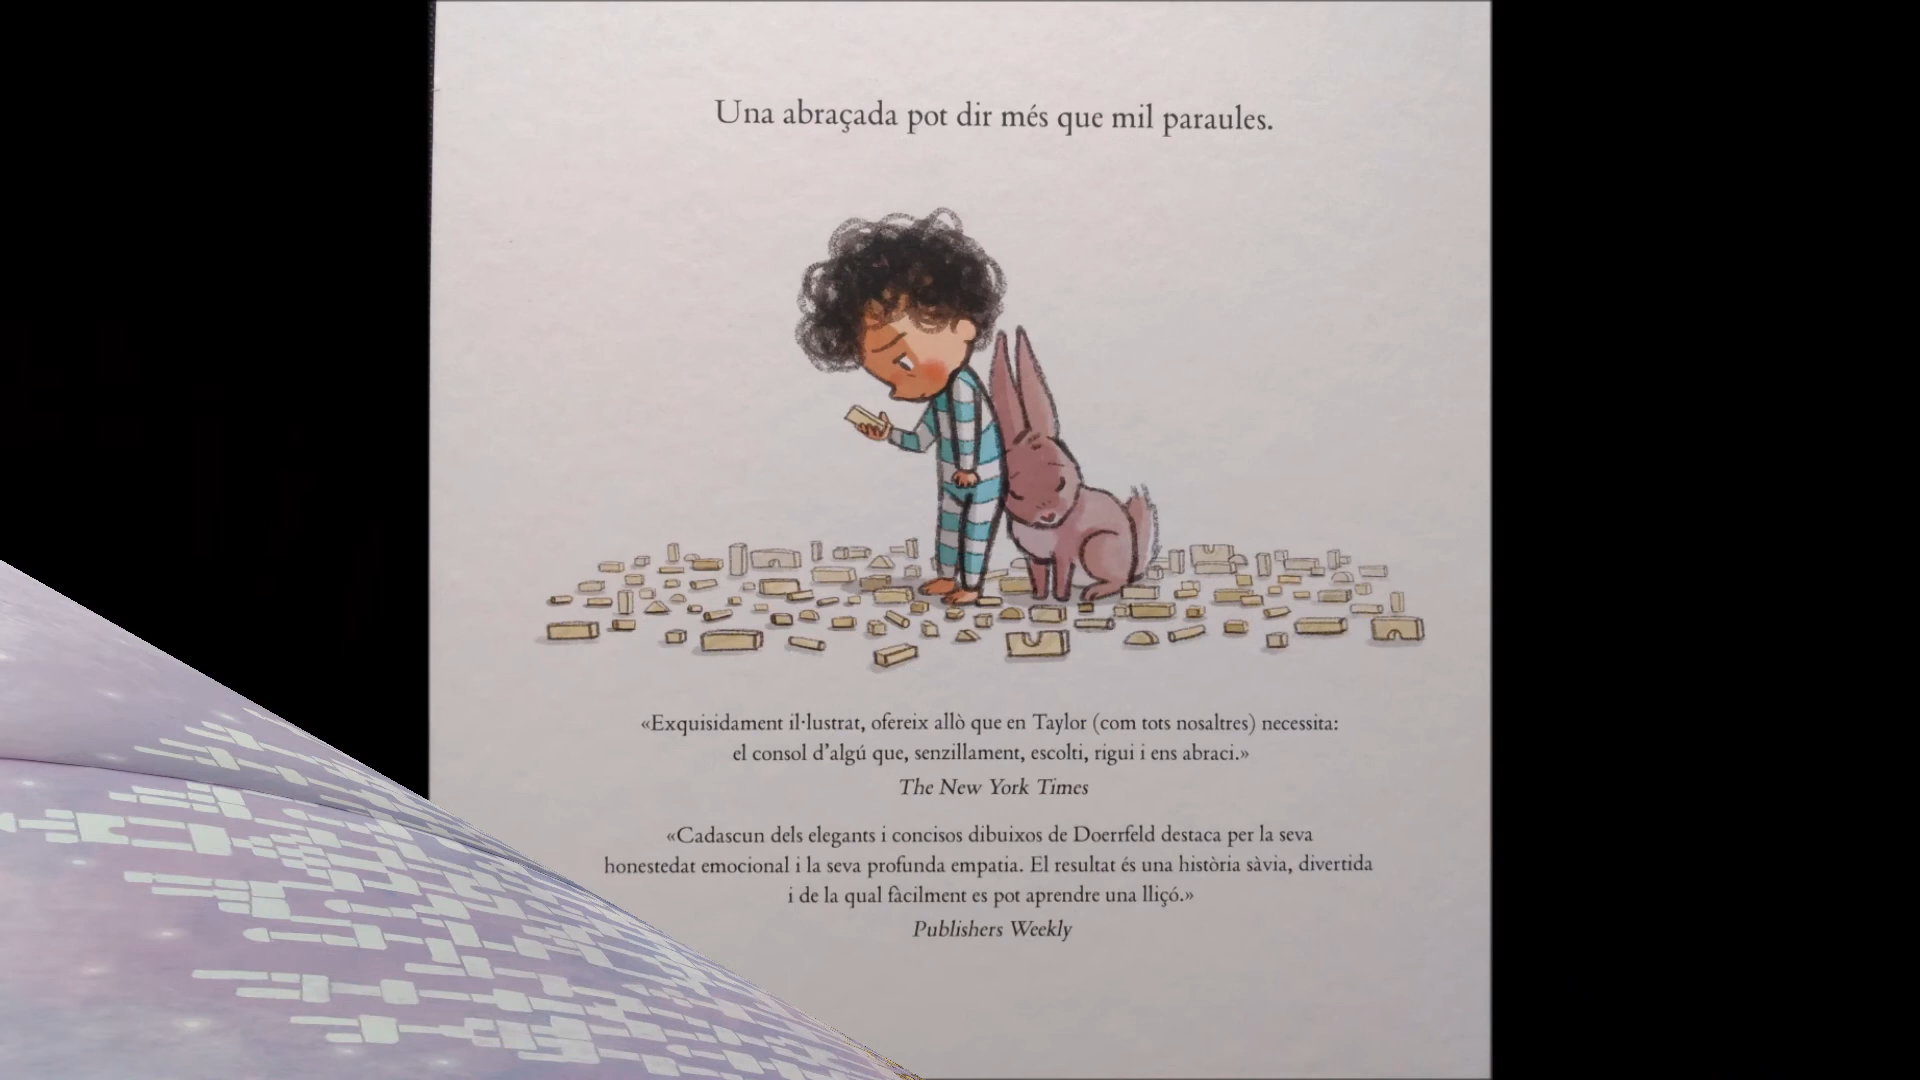 Una abraçada pot dir més que mil paraules.
«Exquisidament il·lustrat, ofereix allò que en Taylor (com tots nosaltres) necessita:
el consol d'algú que, senzillament, escolti, rigui i ens abraci.»
The New York Times
«Cadascun dels elegants i concisos dibuixos de Doerrfeld destaca per la seva
honestedat emocional i la seva profunda empatia. El resultat és una història sàvia, divertida
i de la qual fàcilment es pot aprendre una lliçó.»
Publishers Weekly